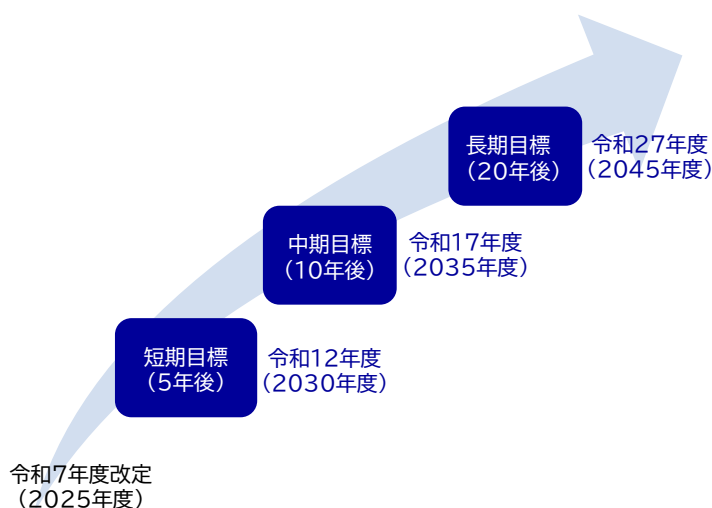 長期目標
（20年後）
令和27年度
（2045年度）
中期目標
（10年後）
令和17年度
（2035年度）
短期目標
（5年後）
令和12年度
（2030年度）
令和7年度改定
（2025年度）